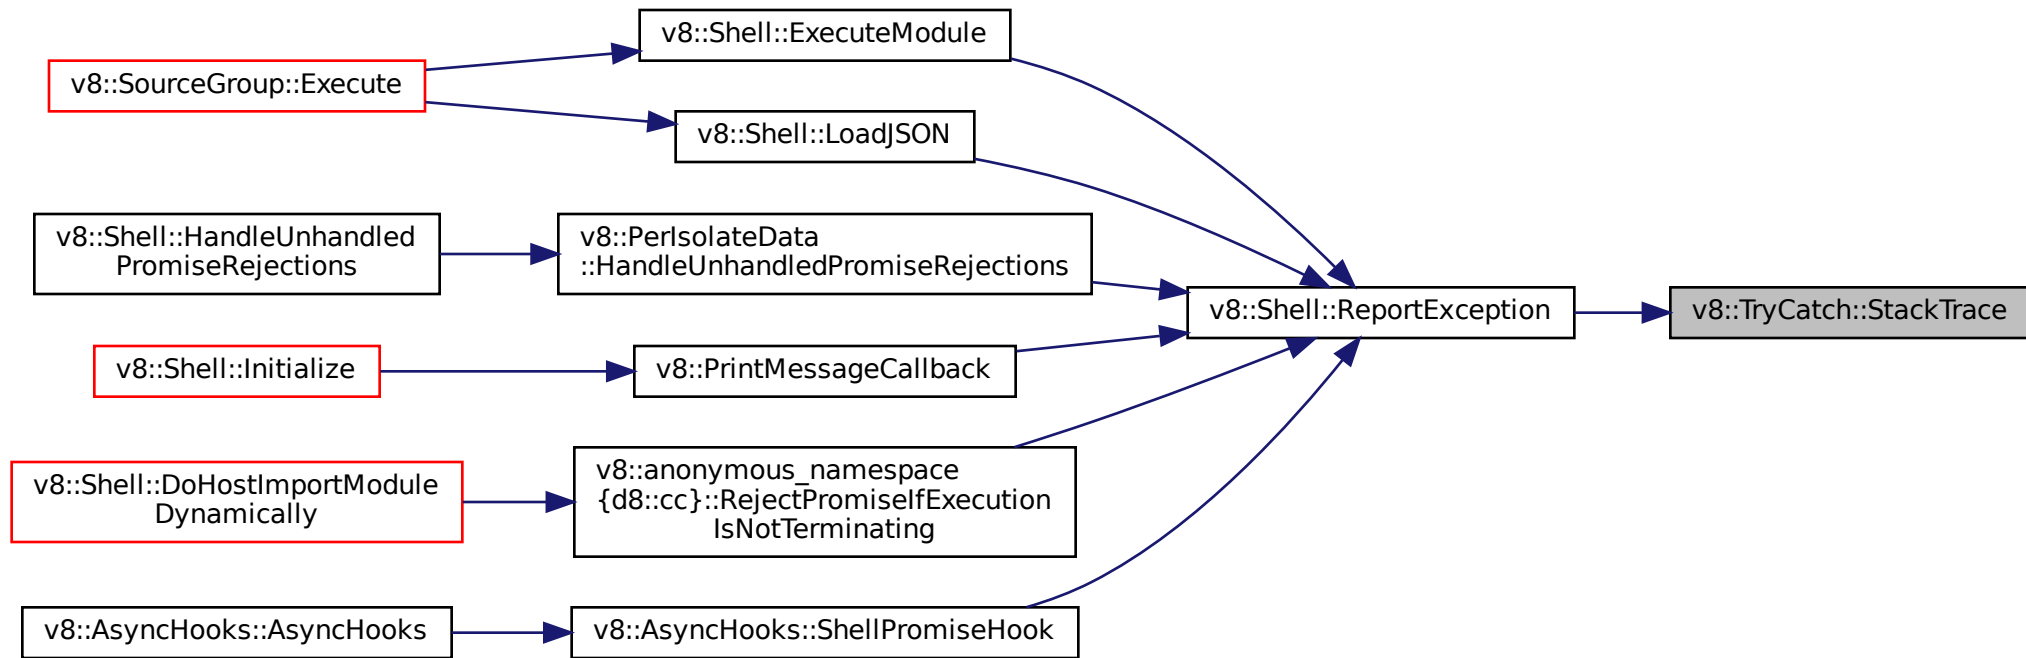 v8::Shell::ExecuteModule
v8::SourceGroup::Execute
v8::Shell::LoadJSON
v8::Shell::HandleUnhandled
PromiseRejections
v8::PerIsolateData
::HandleUnhandledPromiseRejections
v8::Shell::ReportException
v8::TryCatch::StackTrace
v8::Shell::Initialize
v8::PrintMessageCallback
v8::Shell::DoHostImportModule
Dynamically
v8::anonymous_namespace
{d8::cc}::RejectPromiseIfExecution
IsNotTerminating
v8::AsyncHooks::AsyncHooks
v8::AsyncHooks::ShellPromiseHook